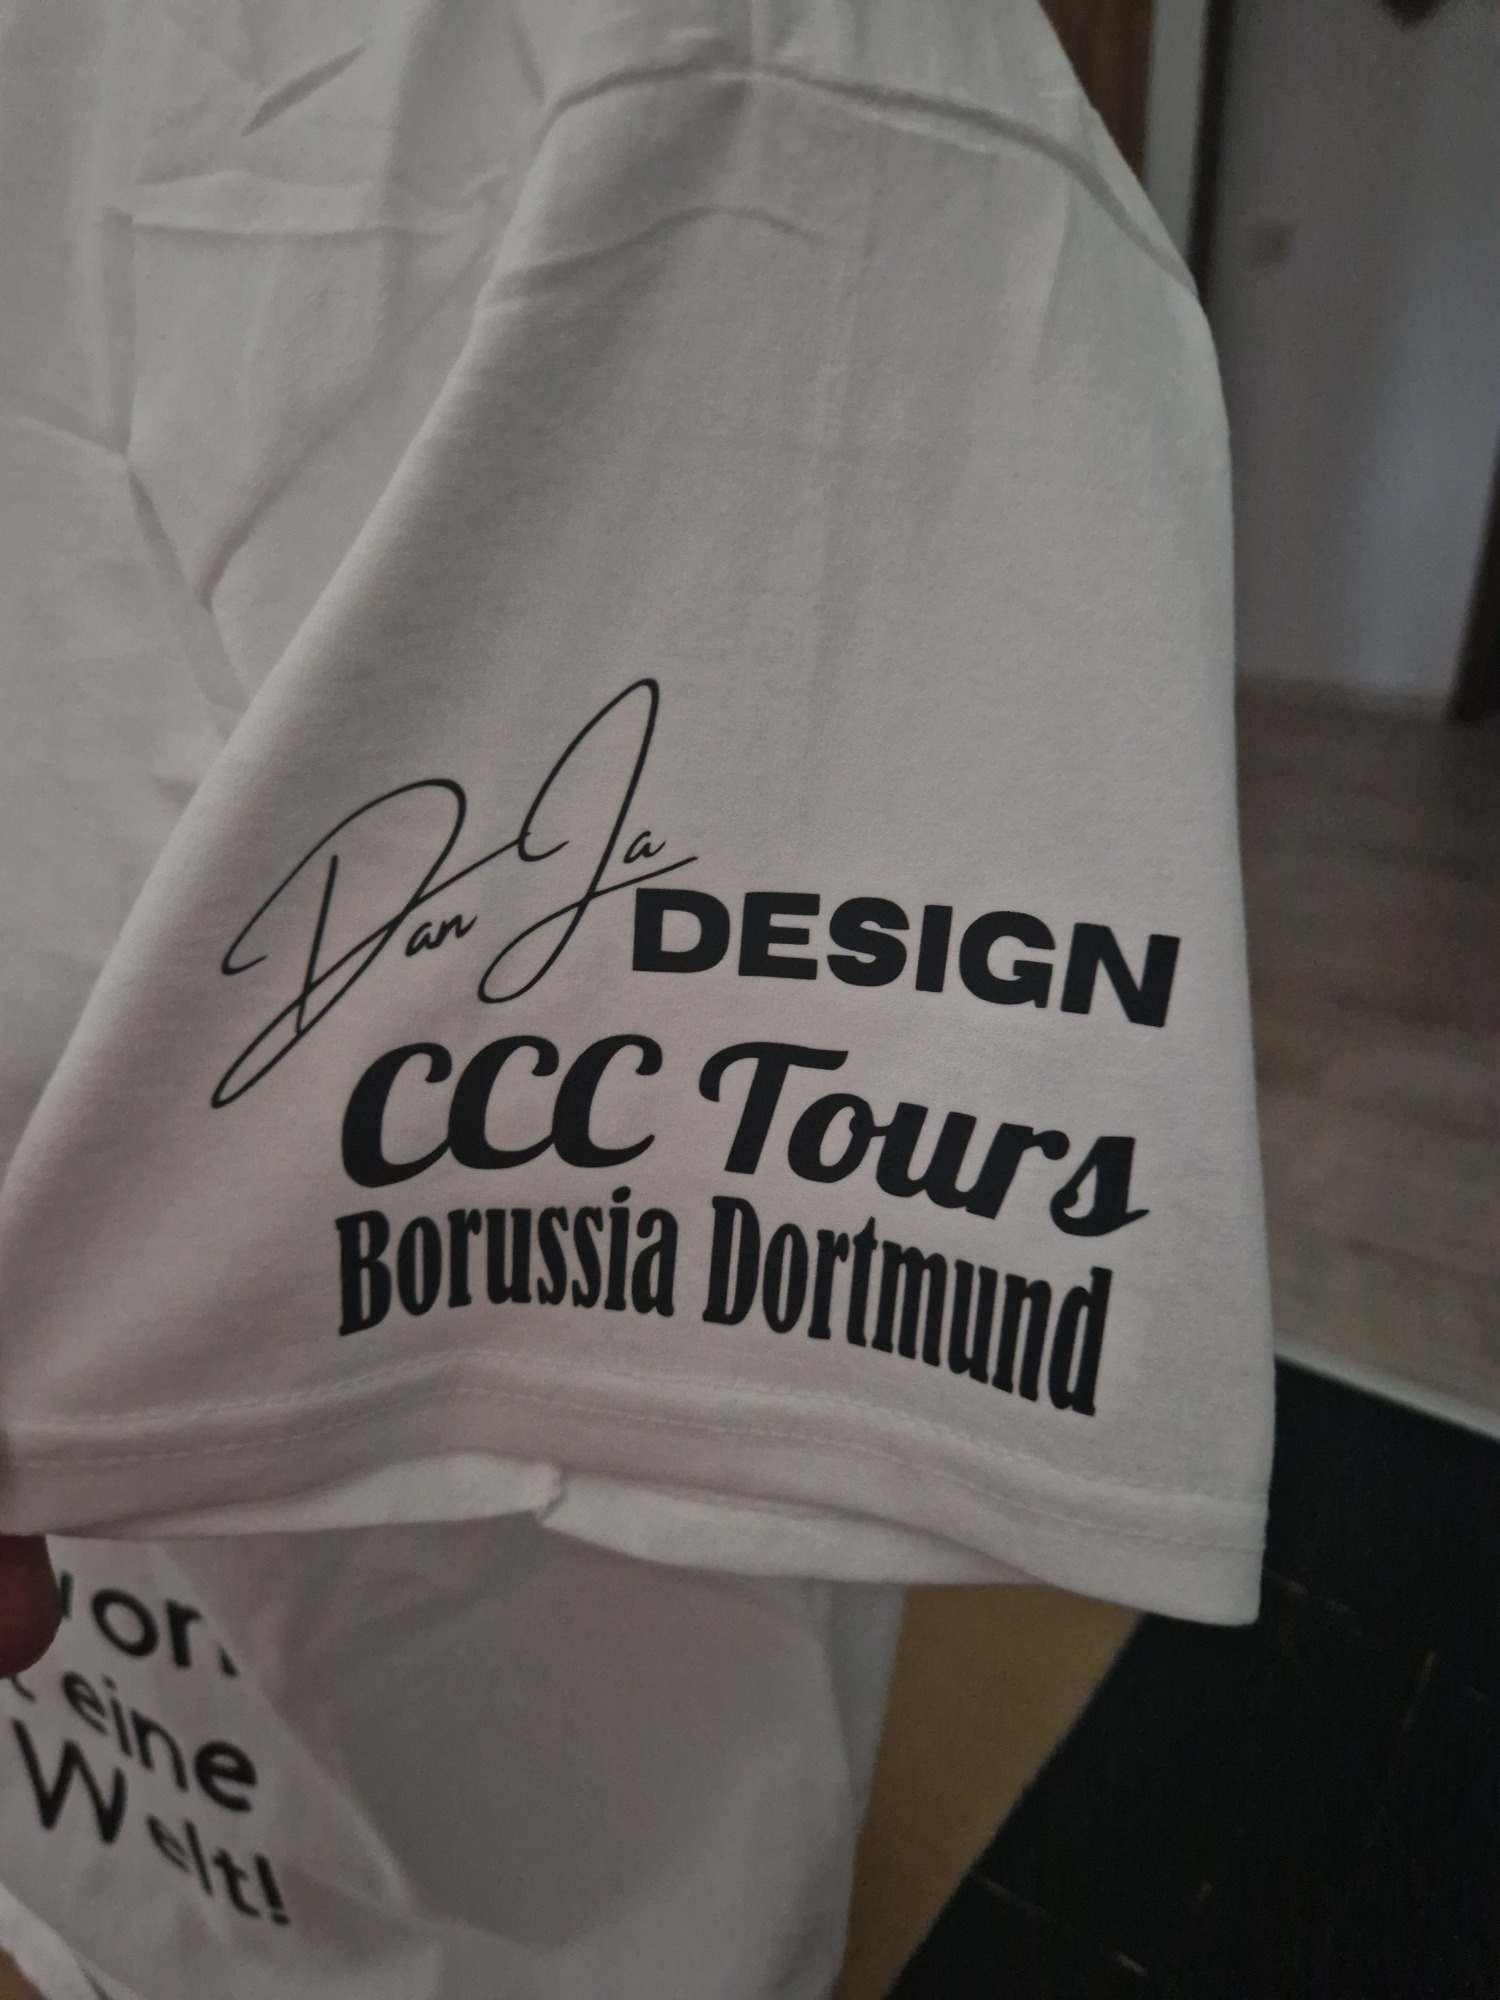 Dan Ja DESIGN
CCC Tours
Borussia Dortmund
eine
Welt!